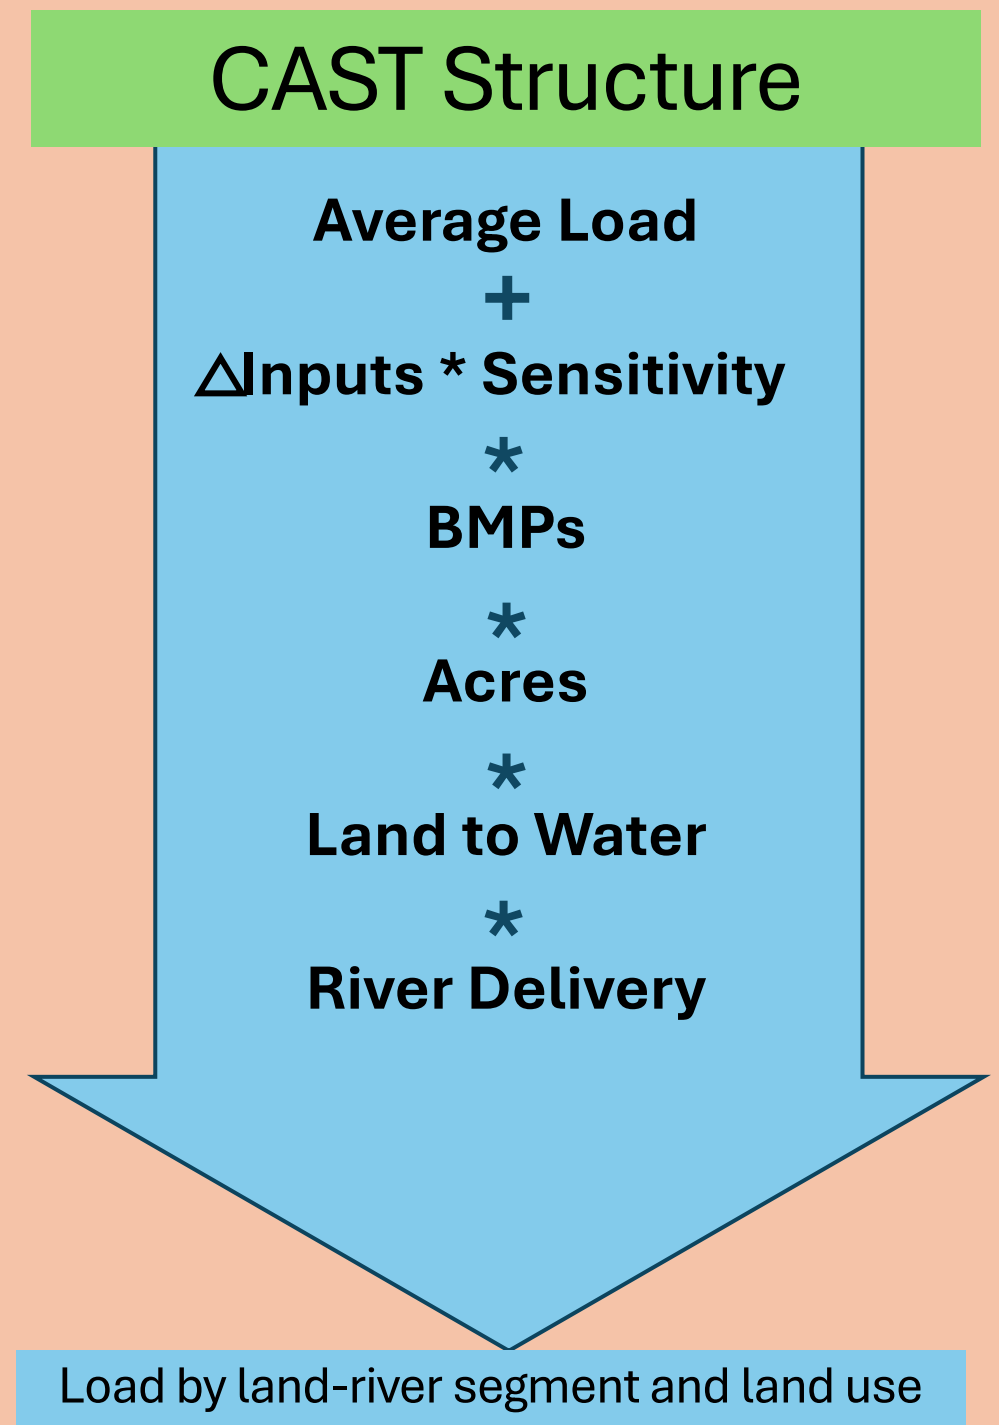 CAST Structure
Average Load
+
△Inputs * Sensitivity
*
BMPs
*
Acres
*
Land to Water
*
River Delivery
Load by land-river segment and land use